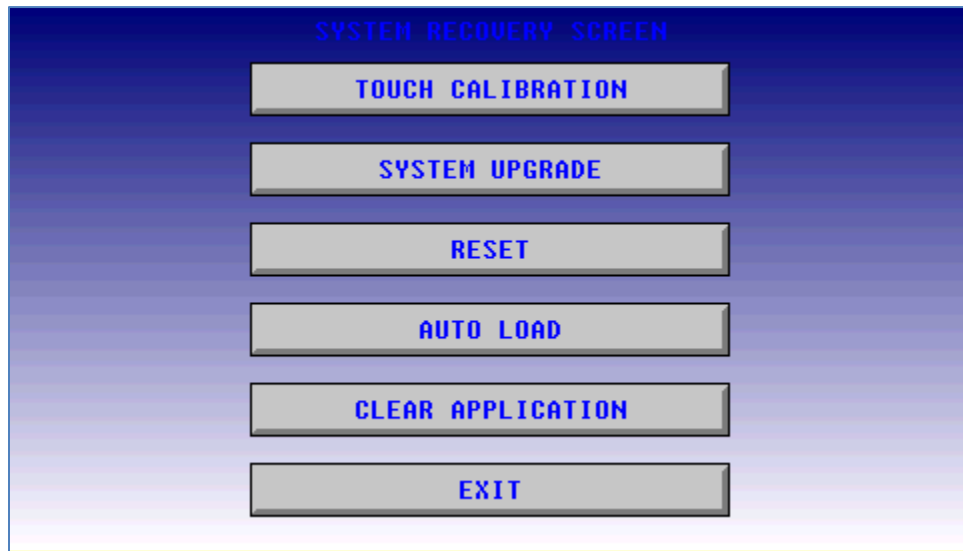 SYSTEM RECOVERY SCREEN
TOUCH CALIBRATION
SYSTEM UPGRADE
RESET
AUTO LOAD
CLEAR APPLICATION
EXIT